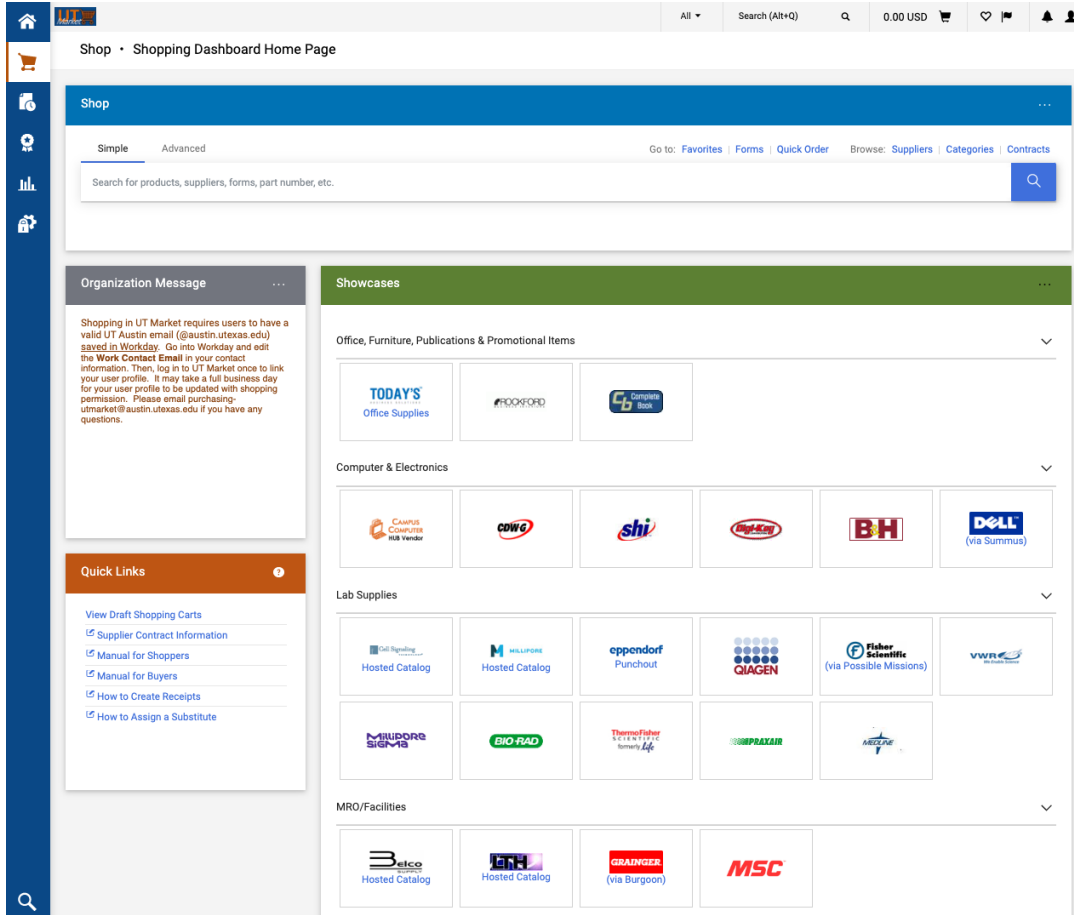 UT
Market
All
Search (Alt+Q)
0.00 USD
Shop • Shopping Dashboard Home Page
Shop
Simple
Advanced
Go to: Favorites | Forms | Quick Order
Browse: Suppliers | Categories | Contracts
Search for products, suppliers, forms, part number, etc.
Organization Message
Shopping in UT Market requires users to have a
valid UT Austin email (@austin.utexas.edu)
saved in Workday. Go into Workday and edit
the Work Contact Email in your contact
information. Then, log in to UT Market once to link
your user profile. It may take a full business day
for your user profile to be updated with shopping
permission. Please email purchasing-
utmarket@austin.utexas.edu if you have any
questions.
Quick Links
View Draft Shopping Carts
Supplier Contract Information
Manual for Shoppers
Manual for Buyers
How to Create Receipts
How to Assign a Substitute
Showcases
Office, Furniture, Publications & Promotional Items
TODAY'S
Office Supplies
ROCKFORD
Cb Complete
Book
Computer & Electronics
CAMPUS
COMPUTER
HUB Vendor
CDWG
shi
Digi-Key
B&H
DELL
(via Summus)
Lab Supplies
Cell Signaling
Hosted Catalog
M MILLIPORE
Hosted Catalog
eppendorf
Punchout
QIAGEN
Fisher
Scientific
(via Possible Missions)
VWR
We Enable Science
MILLIPORE
SIGMA
BIO-RAD
ThermoFisher
SCIENTIFIC
formerly life
PRAXAIR
MEDLINE
MRO/Facilities
Belco
SUPPLY
Hosted Catalog
LTH
Hosted Catalog
GRAINGER
(via Burgoon)
MSC